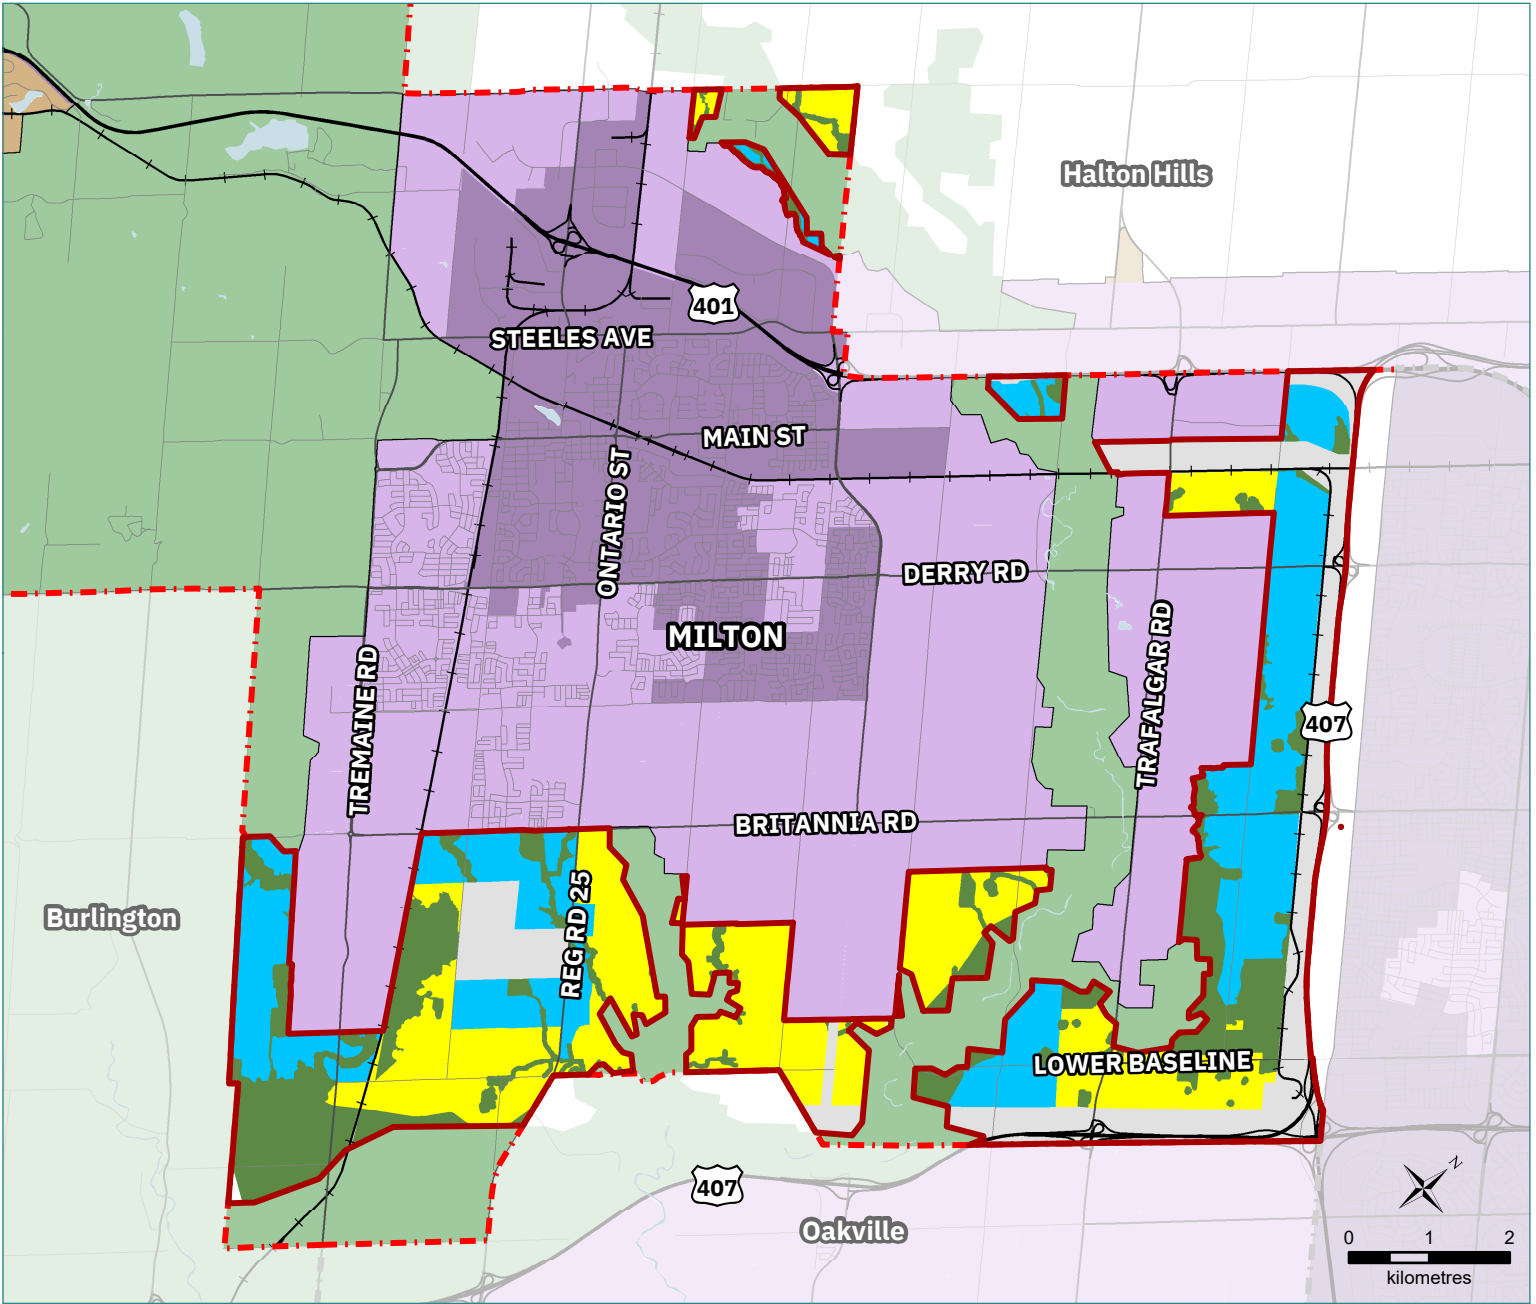 Halton Hills
401
STEELES AVE
MAIN ST
ONTARIO ST
DERRY RD
MILTON
TRAFALGAR RD
TREMAINE RD
407
BRITANNIA RD
REG RD 25
Burlington
LOWER BASELINE
407
Oakville
N
0 1 2
kilometres